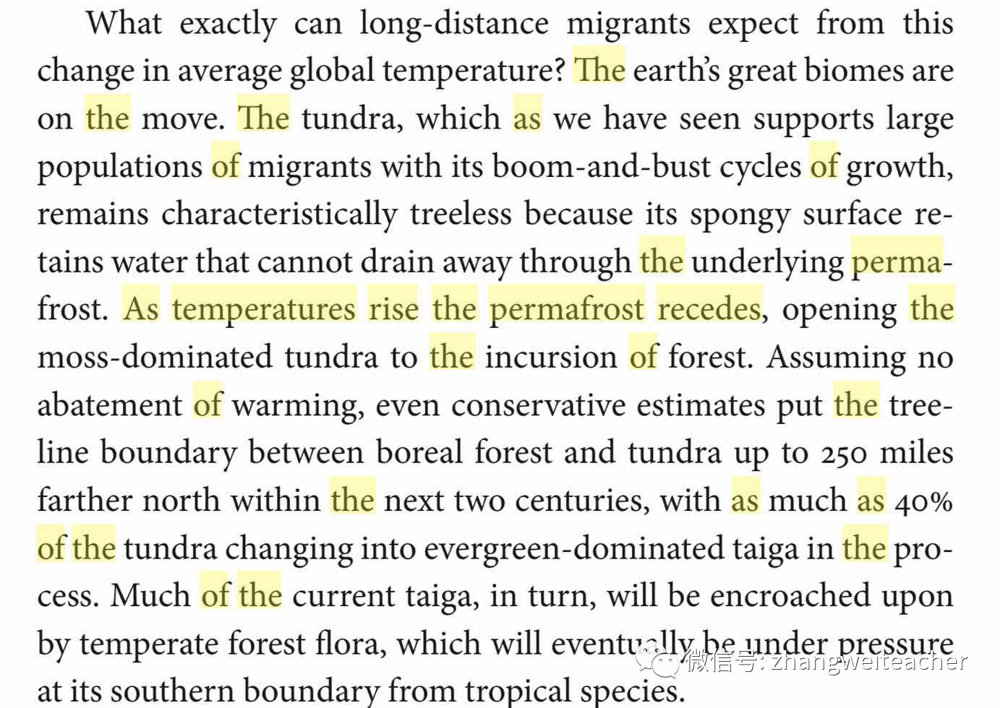 What exactly can long-distance migrants expect from this
change in average global temperature? The earth's great biomes are
on the move. The tundra, which as we have seen supports large
populations of migrants with its boom-and-bust cycles of growth,
remains characteristically treeless because its spongy surface re-
tains water that cannot drain away through the underlying perma-
frost. As temperatures rise the permafrost recedes, opening the
moss-dominated tundra to the incursion of forest. Assuming no
abatement of warming, even conservative estimates put the tree-
line boundary between boreal forest and tundra up to 250 miles
farther north within the next two centuries, with as much as 40%
of the tundra changing into evergreen-dominated taiga in the pro-
cess. Much of the current taiga, in turn, will be encroached upon
by temperate forest flora, which will eventually be under pressure
微信号: zhangweiteacher
at its southern boundary from tropical species.